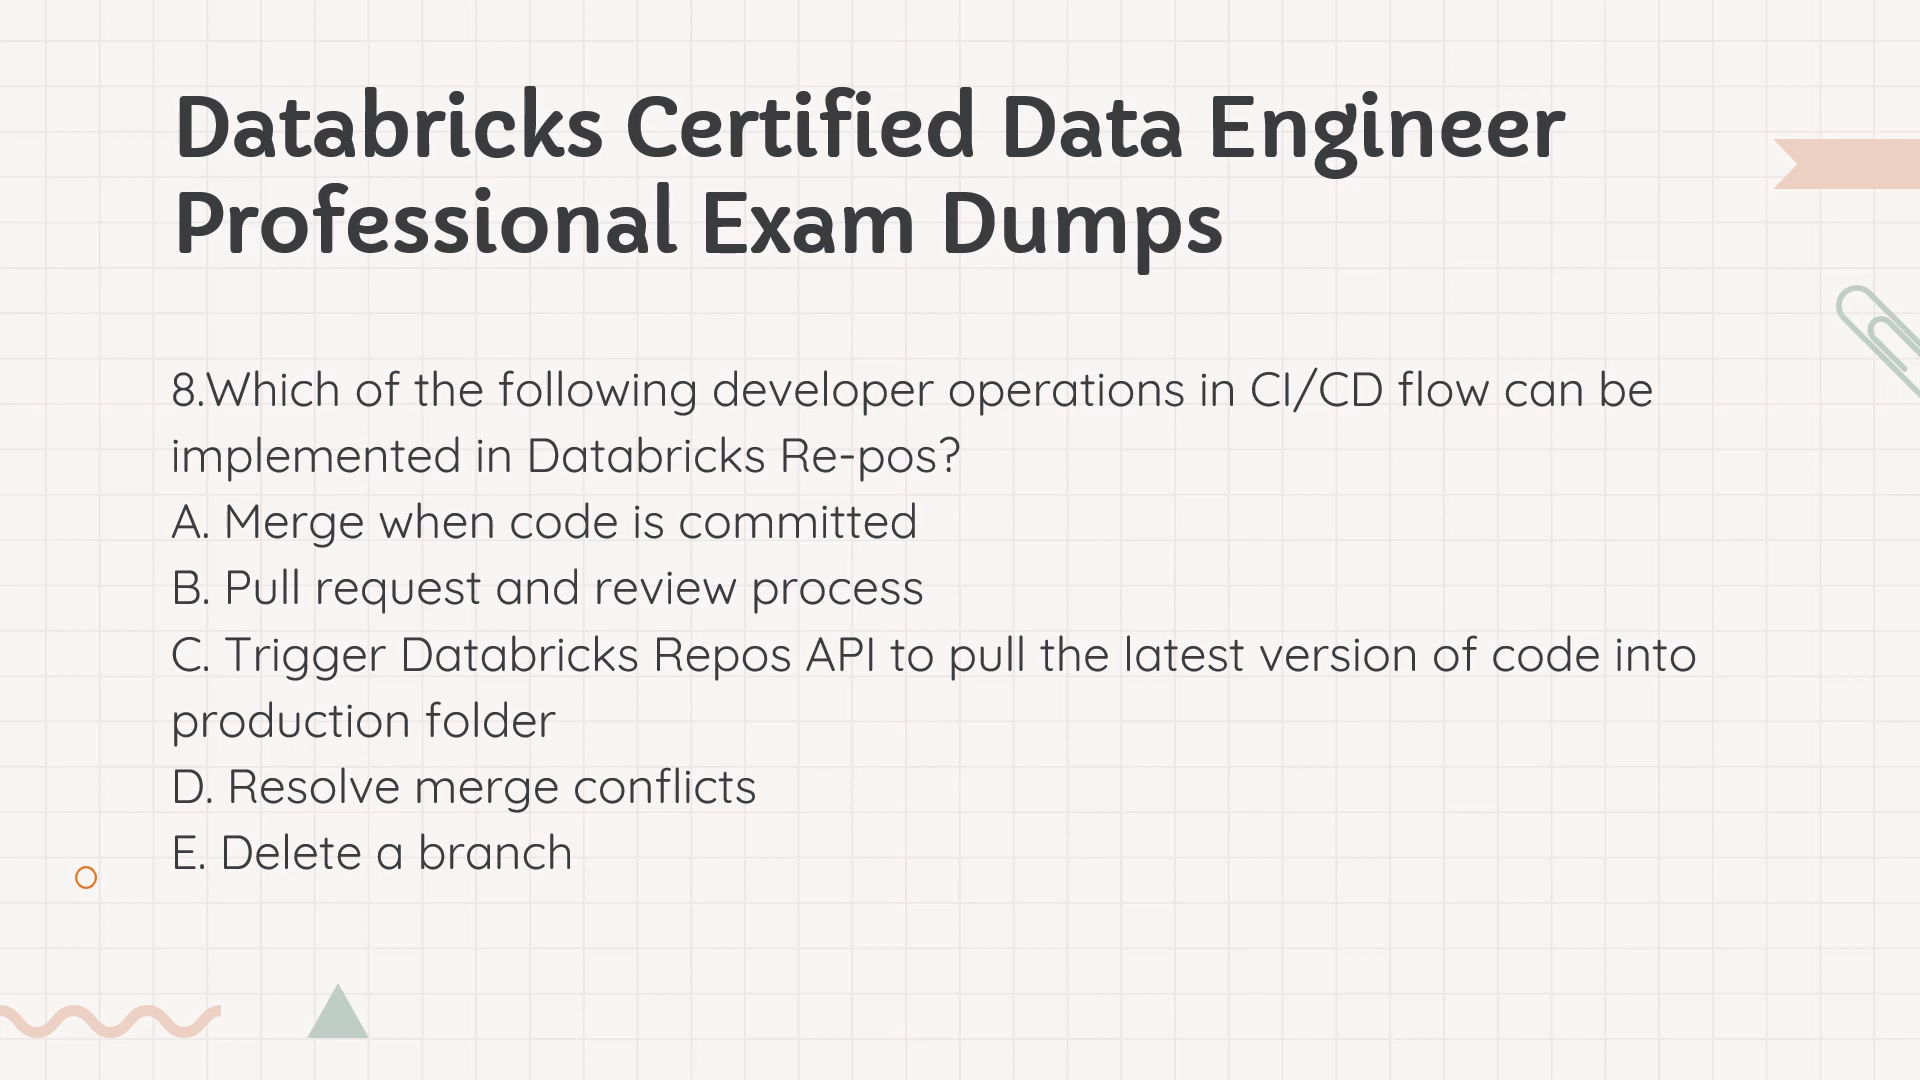 Databricks Certified Data Engineer
Professional Exam Dumps
8.Which of the following developer operations in CI/CD flow can be
implemented in Databricks Re-pos?
A. Merge when code is committed
B. Pull request and review process
C. Trigger Databricks Repos API to pull the latest version of code into
production folder
D. Resolve merge conflicts
E. Delete a branch